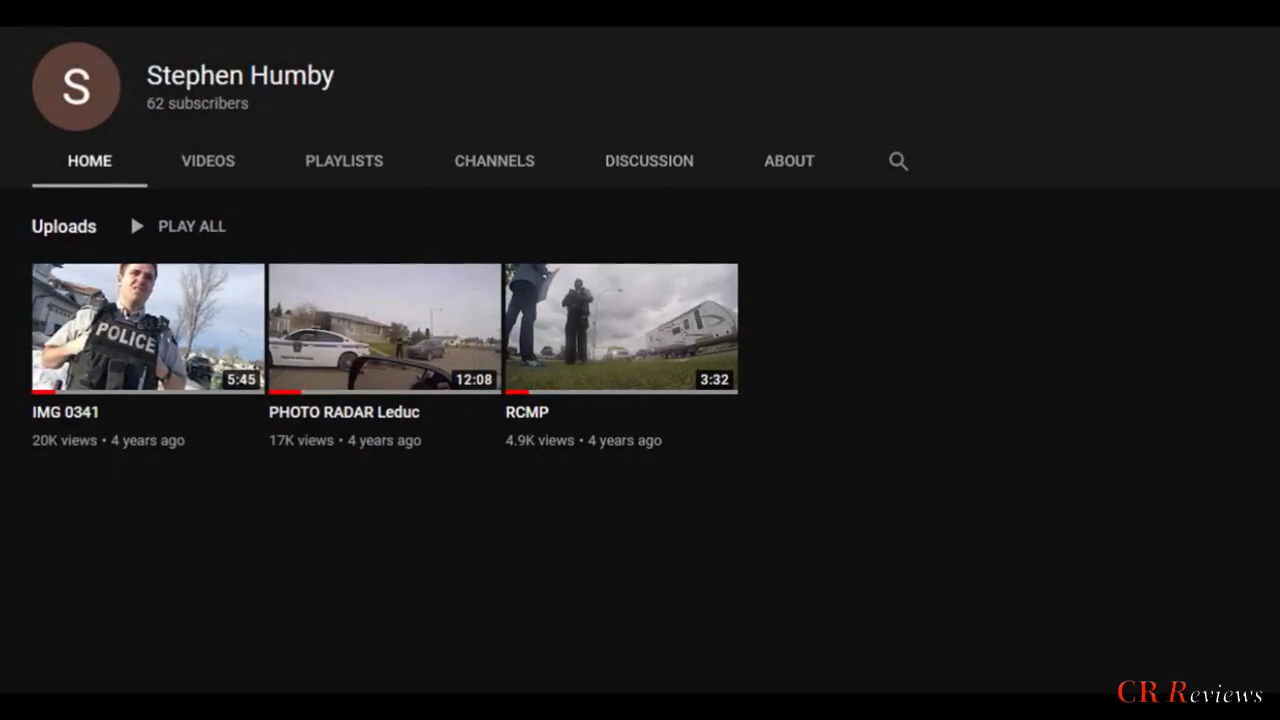 S
Stephen Humby
62 subscribers
HOME VIDEOS PLAYLISTS CHANNELS DISCUSSION ABOUT
Uploads PLAY ALL
POLICE
5:45 12:08 3:32
IMG 0341 PHOTO RADAR Leduc RCMP
20K views • 4 years ago 17K views • 4 years ago 4.9K views • 4 years ago
CR Reviews